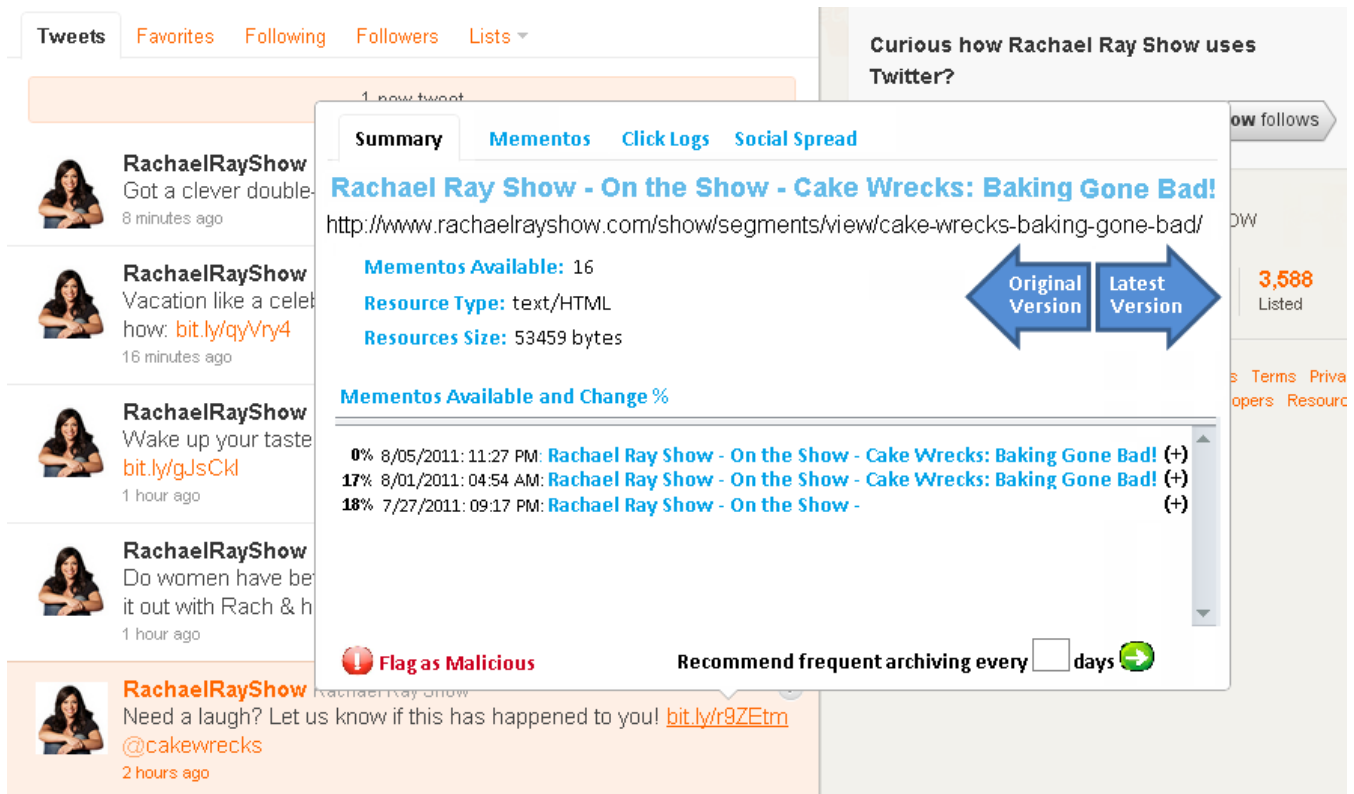 Tweets Favorites Following Followers Lists
Curious how Rachael Ray Show uses
Twitter?
ow follows
1 new tweet
RachaelRayShow
Got a clever double-
8 minutes ago
RachaelRayShow
Vacation like a celeb
how: bit.ly/qyVry4
16 minutes ago
RachaelRayShow
Wake up your taste
bit.ly/gJsCkl
1 hour ago
RachaelRayShow
Do women have be
it out with Rach & h
1 hour ago
RachaelRayShow Rachael Ray Show
Need a laugh? Let us know if this has happened to you! bit.ly/r9ZEtm
@cakewrecks
2 hours ago
Summary Mementos Click Logs Social Spread
Rachael Ray Show - On the Show - Cake Wrecks: Baking Gone Bad!
http://www.rachaelrayshow.com/show/segments/view/cake-wrecks-baking-gone-bad/
Mementos Available: 16
Resource Type: text/HTML
Resources Size: 53459 bytes
Original
Version
Latest
Version
Mementos Available and Change %
0% 8/05/2011: 11:27 PM: Rachael Ray Show - On the Show - Cake Wrecks: Baking Gone Bad! (+)
17% 8/01/2011: 04:54 AM: Rachael Ray Show - On the Show - Cake Wrecks: Baking Gone Bad! (+)
18% 7/27/2011: 09:17 PM: Rachael Ray Show - On the Show - (+)
Flag as Malicious
Recommend frequent archiving every days
ow
3,588
Listed
s Terms Priva
opers Resourc